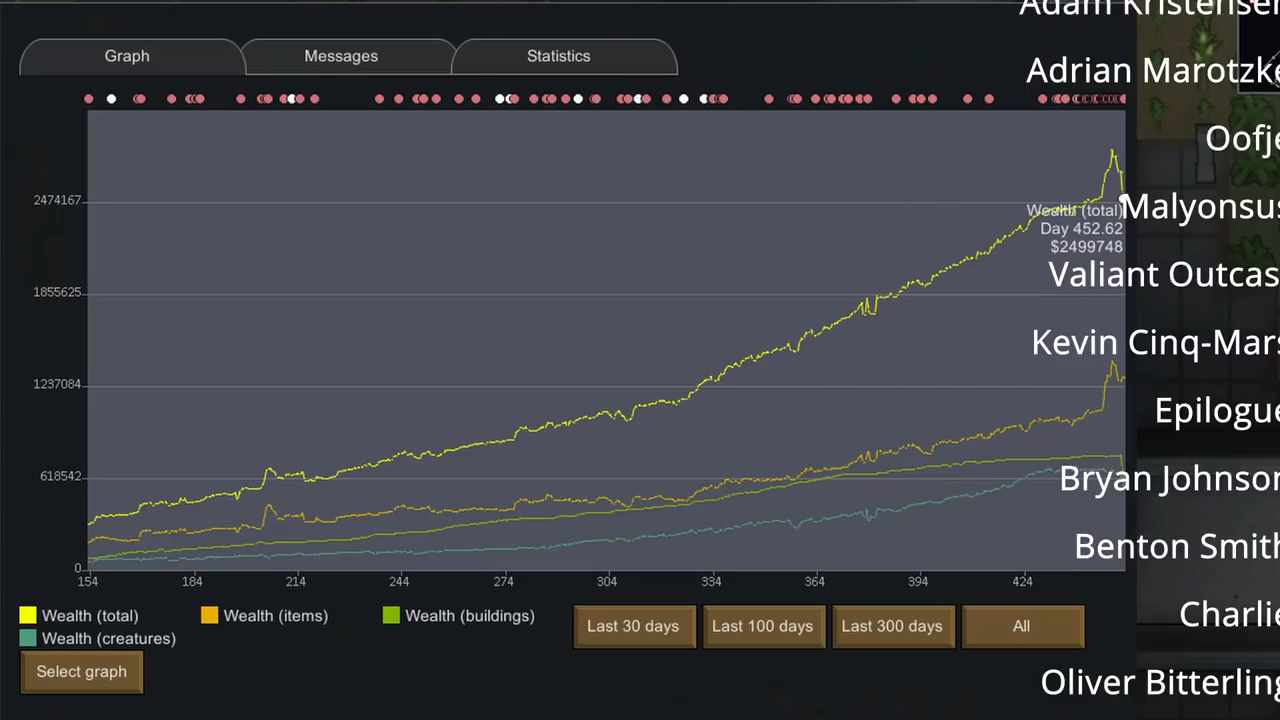 Graph
Messages
Statistics
2474167
1855625
1237084
618542
0
154
184
214
244
274
304
334
364
394
424
Wealth (total)
Day 452.62
$2499748
Wealth (total)
Wealth (items)
Wealth (buildings)
Wealth (creatures)
Last 30 days
Last 100 days
Last 300 days
All
Select graph
Adam Kristensen
Adrian Marotzke
Oofje
Malyonsus
Valiant Outcas
Kevin Cinq-Mars
Epilogue
Bryan Johnson
Benton Smith
Charlie
Oliver Bitterling